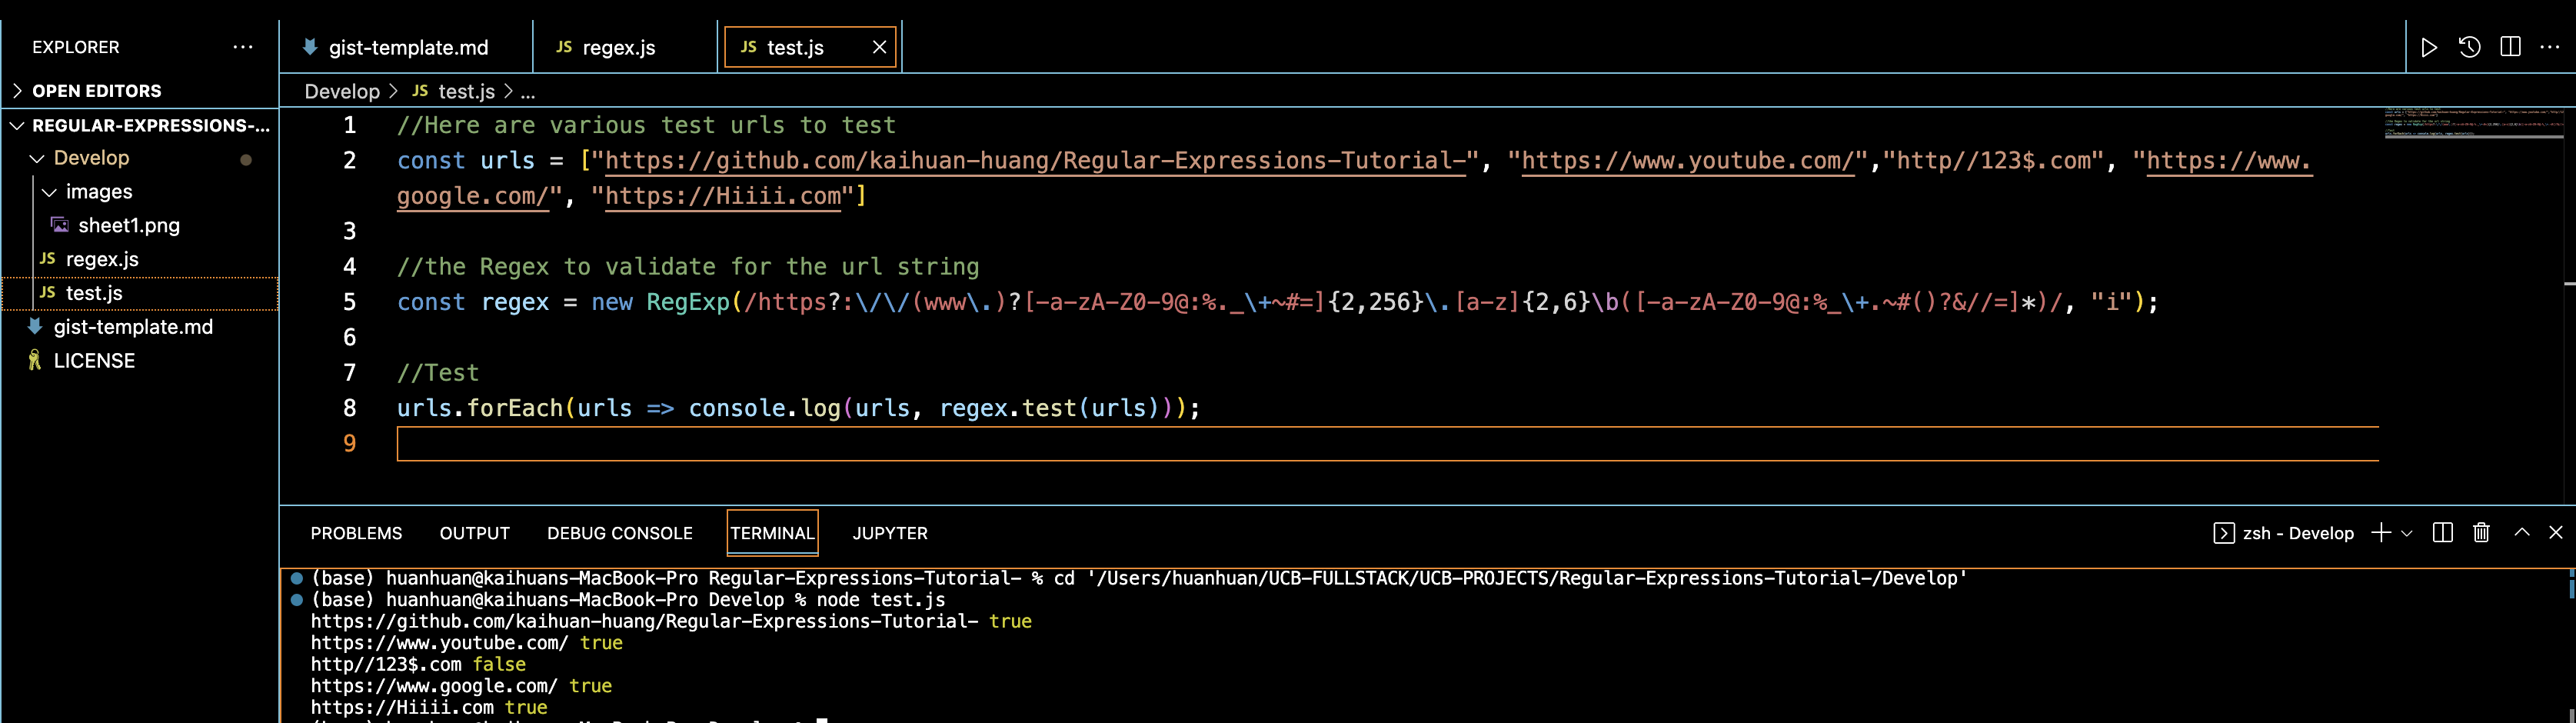 EXPLORER
OPEN EDITORS
REGULAR-EXPRESSIONS-...
Develop
images
sheet1.png
JS regex.js
JS test.js
gist-template.md
LICENSE
gist-template.md
JS regex.js
JS test.js
Develop > JS test.js > ...
1 //Here are various test urls to test
2 const urls = ["https://github.com/kaihuan-huang/Regular-Expressions-Tutorial-", "https://www.youtube.com/","http//123$.com", "https://www.
google.com/", "https://Hiiii.com"]
3
4 //the Regex to validate for the url string
5 const regex = new RegExp(/https?:\/\/(www\.)?[-a-zA-Z0-9@:%._\+~#=]{2,256}\.[a-z]{2,6}\b([-a-zA-Z0-9@:%_\+.~#()?&//=]*)/, "i");
6
7 //Test
8 urls.forEach(urls => console.log(urls, regex.test(urls)));
9
PROBLEMS OUTPUT DEBUG CONSOLE TERMINAL JUPYTER
zsh - Develop
(base) huanhuan@kaihuans-MacBook-Pro Regular-Expressions-Tutorial- % cd '/Users/huanhuan/UCB-FULLSTACK/UCB-PROJECTS/Regular-Expressions-Tutorial-/Develop'
(base) huanhuan@kaihuans-MacBook-Pro Develop % node test.js
https://github.com/kaihuan-huang/Regular-Expressions-Tutorial- true
https://www.youtube.com/ true
http//123$.com false
https://www.google.com/ true
https://Hiiii.com true